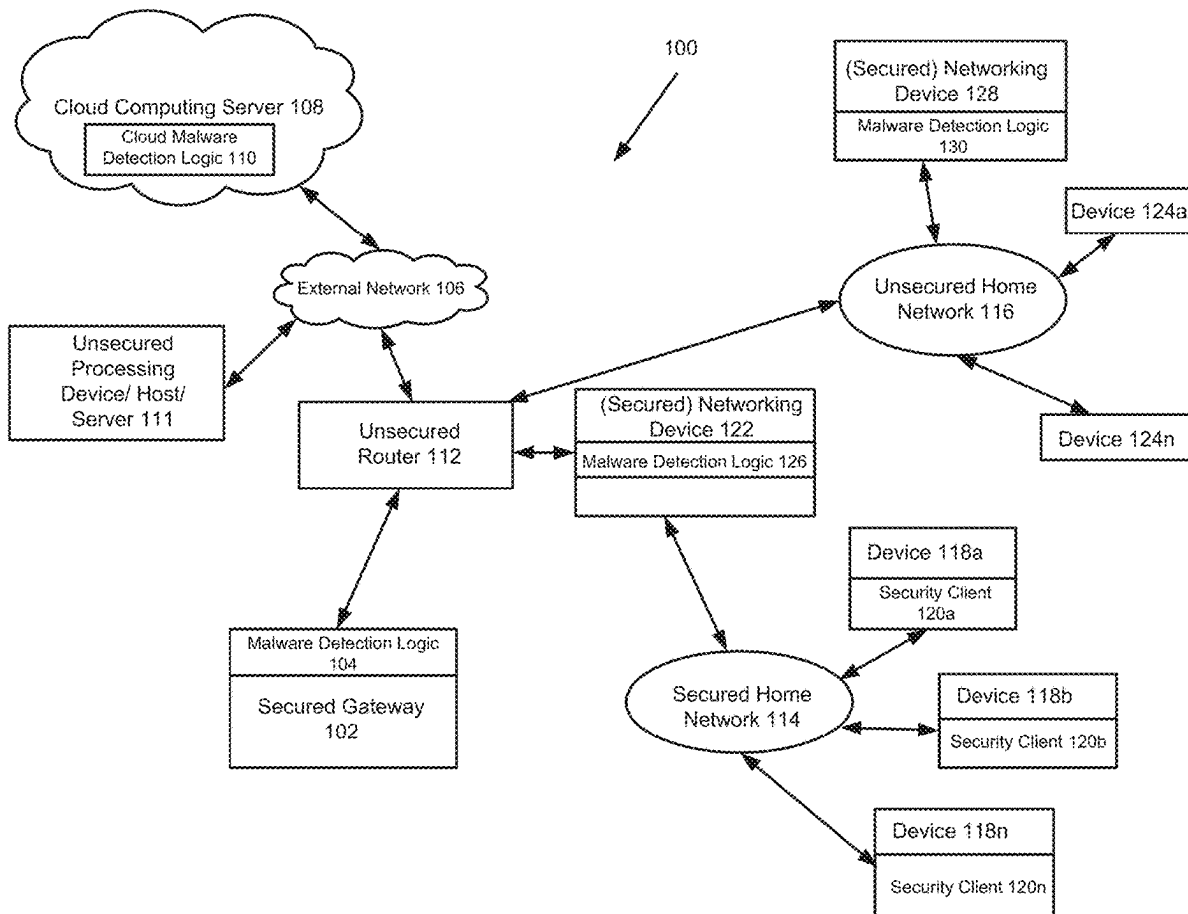 100
Cloud Computing Server 108
Cloud Malware
Detection Logic 110
(Secured) Networking
Device 128
Malware Detection Logic
130
Device 124a
External Network 106
Unsecured Home
Network 116
Unsecured
Processing
Device/ Host/
Server 111
Device 124n
Unsecured
Router 112
(Secured) Networking
Device 122
Malware Detection Logic 126
Device 118a
Security Client
120a
Malware Detection Logic
104
Secured Gateway
102
Secured Home
Network 114
Device 118b
Security Client 120b
Device 118n
Security Client 120n